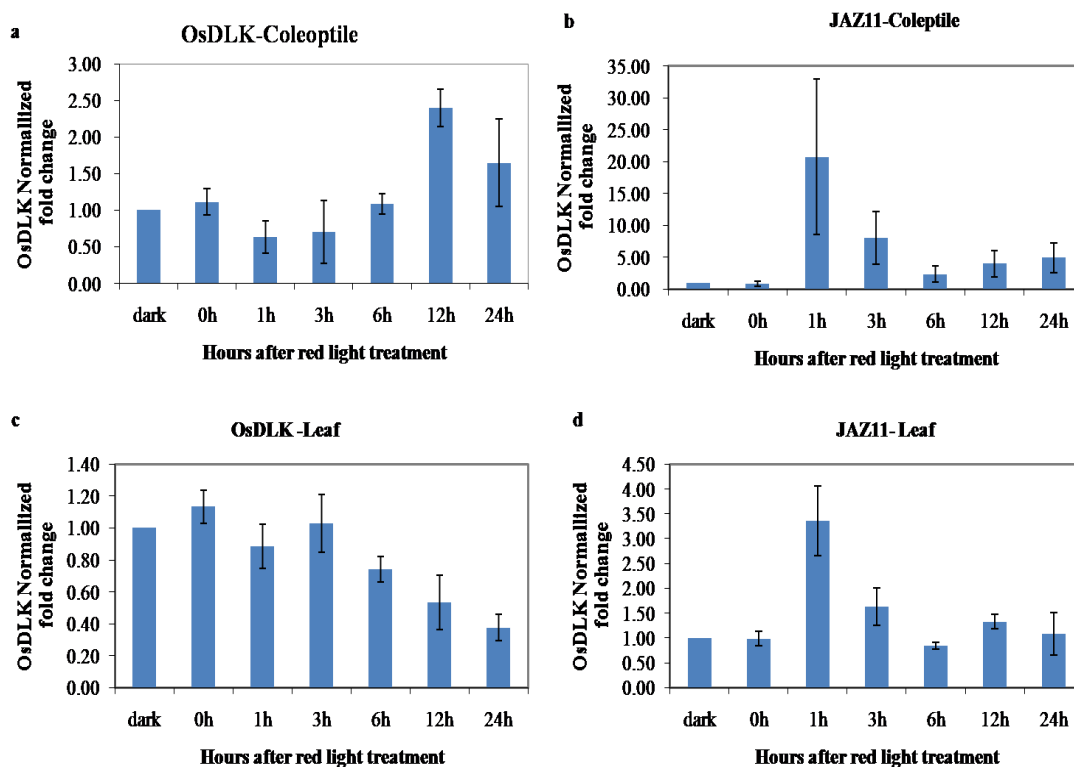 a
OsDLK-Coleoptile
OsDLK Normallized
fold change
3.00
2.50
2.00
1.50
1.00
0.50
0.00
dark 0h 1h 3h 6h 12h 24h
Hours after red light treatment
b
JAZ11-Coleptile
OsDLK Normallized
fold change
35.00
30.00
25.00
20.00
15.00
10.00
5.00
0.00
dark 0h 1h 3h 6h 12h 24h
Hours after red light treatment
c
OsDLK -Leaf
OsDLK Normallized
fold change
1.40
1.20
1.00
0.80
0.60
0.40
0.20
0.00
dark 0h 1h 3h 6h 12h 24h
Hours after red light treatment
d
JAZ11- Leaf
OsDLK Normallized
fold change
4.50
4.00
3.50
3.00
2.50
2.00
1.50
1.00
0.50
0.00
dark 0h 1h 3h 6h 12h 24h
Hours after red light treatment